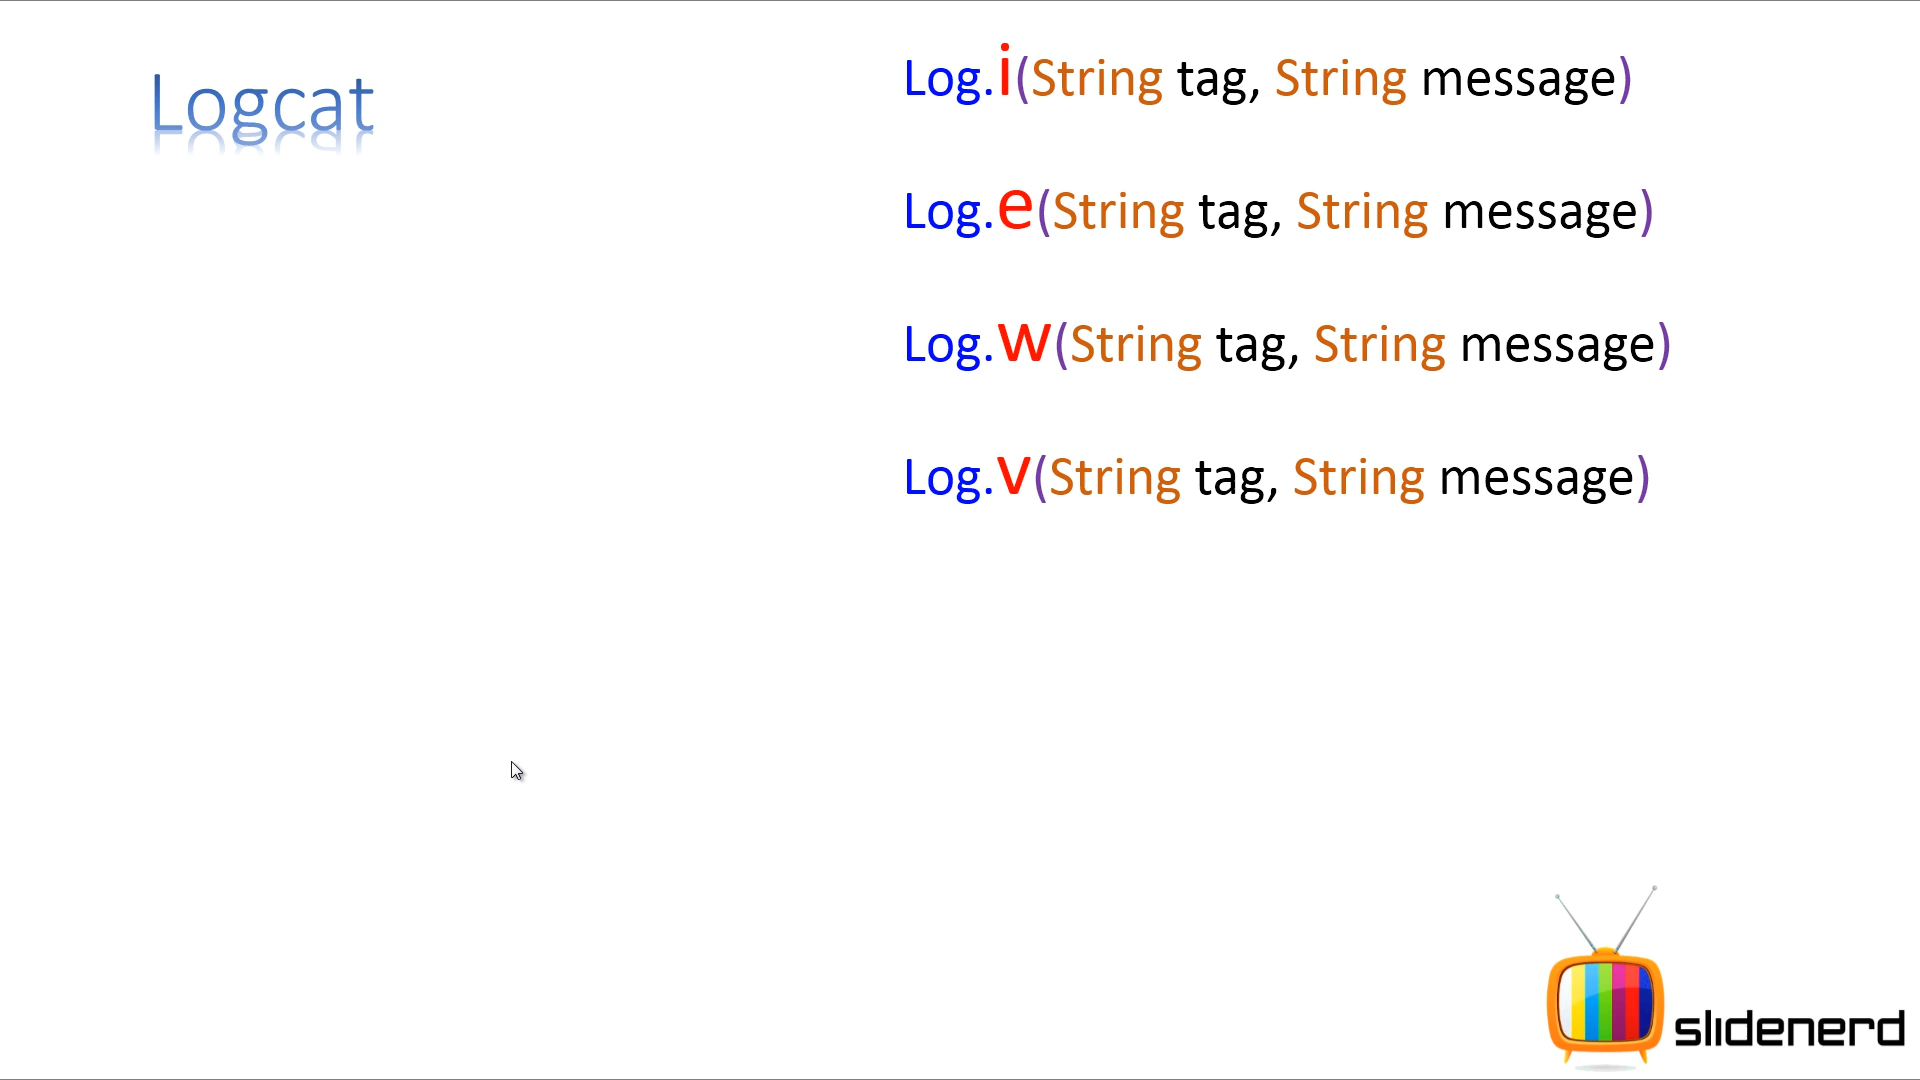 Logcat
Log.i(String tag, String message)
Log.e(String tag, String message)
Log.w(String tag, String message)
Log.v(String tag, String message)
slidenerd